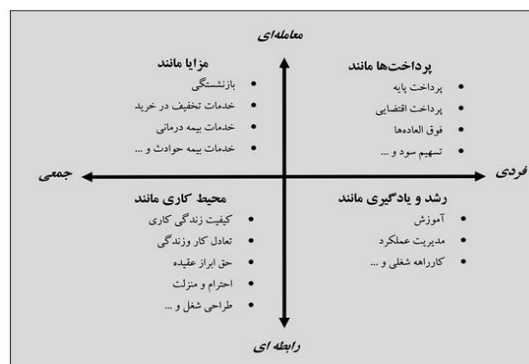 معامله‌ای
پرداخت‌ها مانند
پرداخت پایه
پرداخت اقتضایی
فوق العاده‌ها
تسهیم سود و ...
مزایا مانند
بازنشستگی
خدمات تخفیف در خرید
خدمات بیمه درمانی
خدمات بیمه حوادث و ...
فردی
جمعی
رشد و یادگیری مانند
آموزش
مدیریت عملکرد
کارراهه شغلی و ...
محیط کاری مانند
کیفیت زندگی کاری
تعادل کار وزندگی
حق ابراز عقیده
احترام و منزلت
طراحی شغل و ...
رابطه ای